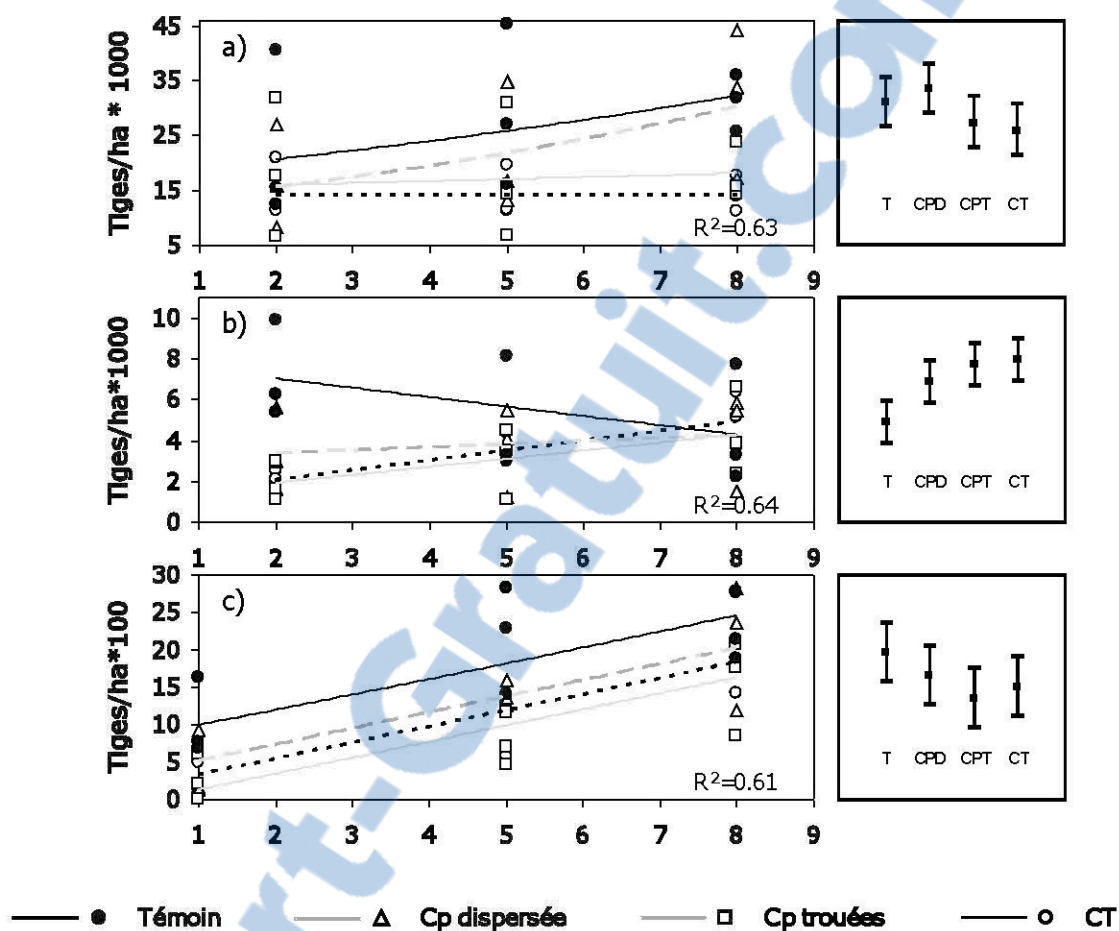 a)
Tiges/ha * 1000
45
35
25
15
5
R²=0.63
1 2 3 4 5 6 7 8 9
T CPD CPT CT
b)
Tiges/ha*1000
10
8
6
4
2
0
R²=0.64
1 2 3 4 5 6 7 8 9
T CPD CPT CT
c)
Tiges/ha*100
30
25
20
15
10
5
0
R²=0.61
1 2 3 4 5 6 7 8 9
T CPD CPT CT
Témoin Cp dispersée Cp trouées CT
rt-Gratuit.com